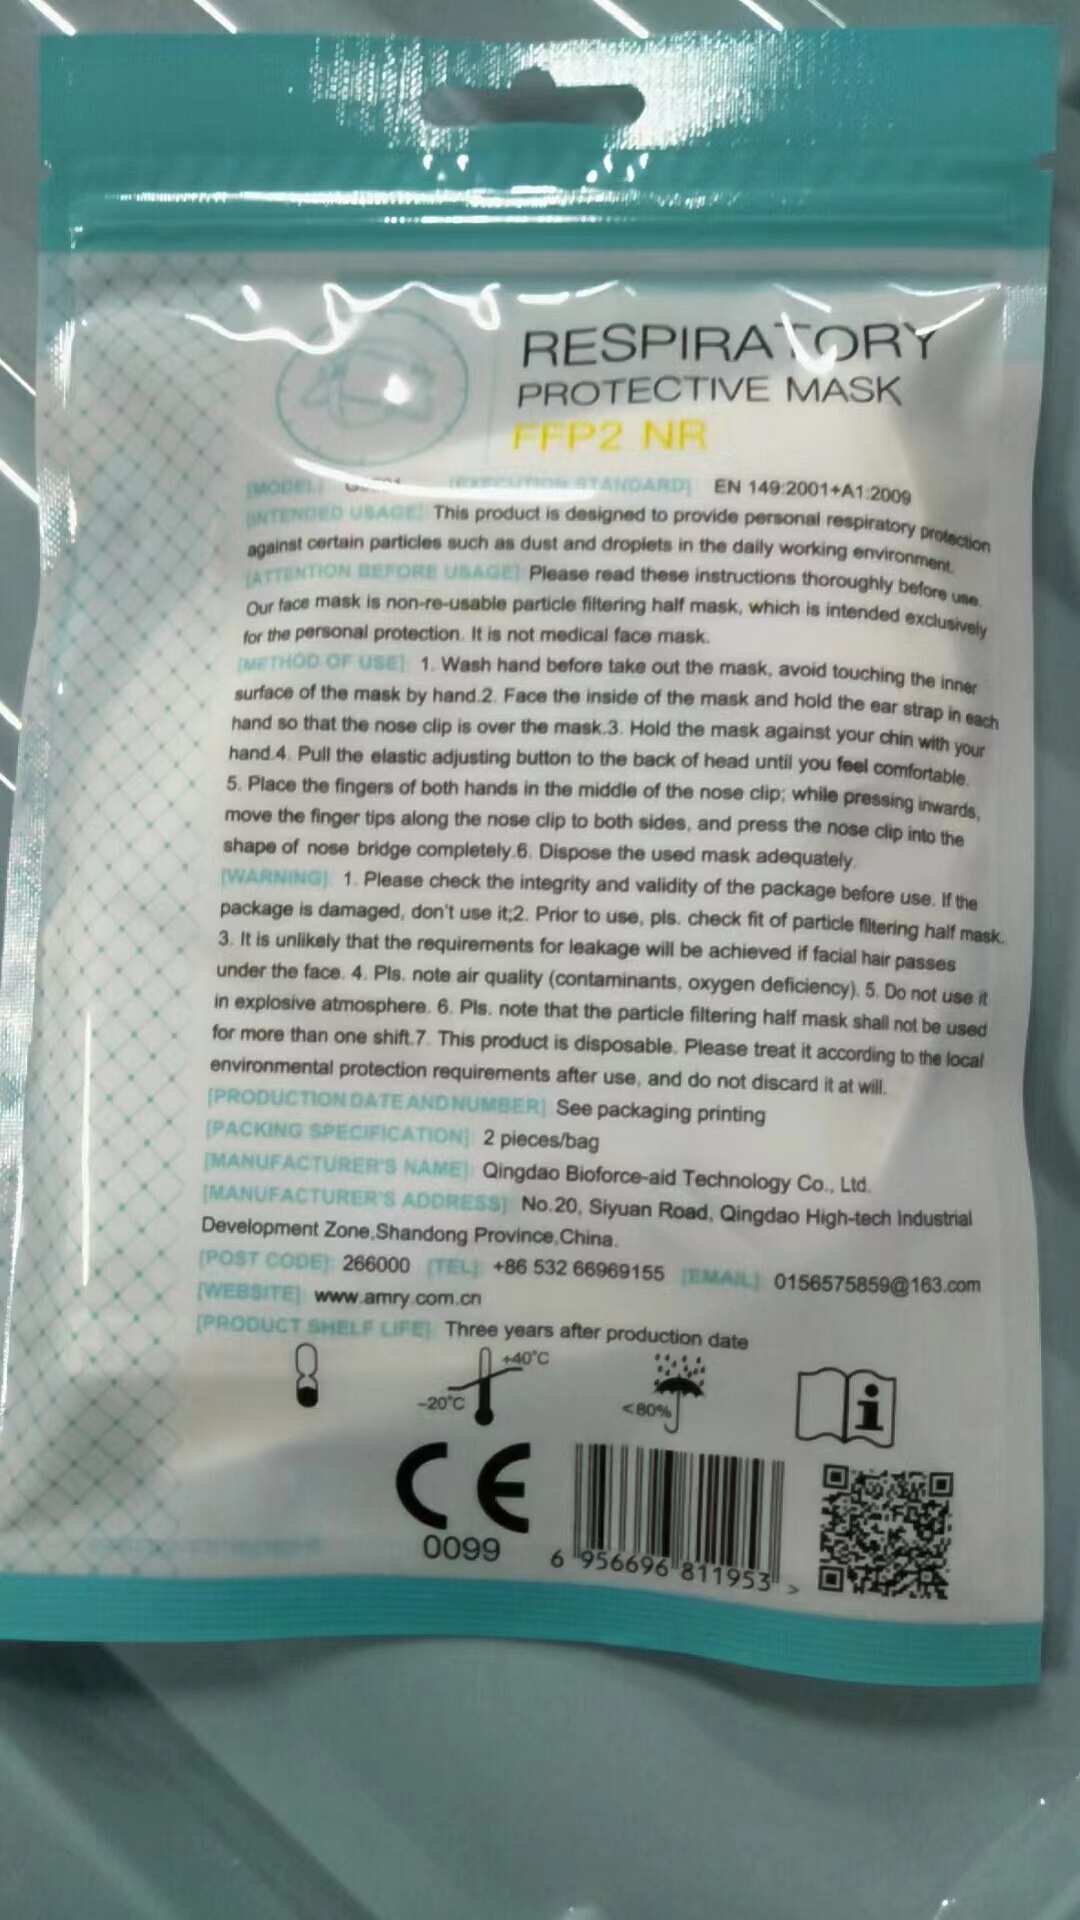 RESPIRATORY
PROTECTIVE MASK
FFP2 NR
[MODEL] [EXECUTION STANDARD] EN 149:2001+A1:2009
[INTENDED USAGE] This product is designed to provide personal respiratory protection
against certain particles such as dust and droplets in the daily working environment.
[ATTENTION BEFORE USAGE] Please read these instructions thoroughly before use.
Our face mask is non-re-usable particle filtering half mask, which is intended exclusively
for the personal protection. It is not medical face mask.
[METHOD OF USE] 1. Wash hand before take out the mask, avoid touching the inner
surface of the mask by hand.2. Face the inside of the mask and hold the ear strap in each
hand so that the nose clip is over the mask.3. Hold the mask against your chin with your
hand.4. Pull the elastic adjusting button to the back of head until you feel comfortable.
5. Place the fingers of both hands in the middle of the nose clip; while pressing inwards,
move the finger tips along the nose clip to both sides, and press the nose clip into the
shape of nose bridge completely.6. Dispose the used mask adequately.
[WARNING] 1. Please check the integrity and validity of the package before use. If the
package is damaged, don't use it;2. Prior to use, pls. check fit of particle filtering half mask.
3. It is unlikely that the requirements for leakage will be achieved if facial hair passes
under the face. 4. Pls. note air quality (contaminants, oxygen deficiency). 5. Do not use it
in explosive atmosphere. 6. Pls. note that the particle filtering half mask shall not be used
for more than one shift.7. This product is disposable. Please treat it according to the local
environmental protection requirements after use, and do not discard it at will.
[PRODUCTION DATE AND NUMBER] See packaging printing
[PACKING SPECIFICATION] 2 pieces/bag
[MANUFACTURER'S NAME] Qingdao Bioforce-aid Technology Co., Ltd.
[MANUFACTURER'S ADDRESS] No.20, Siyuan Road, Qingdao High-tech Industrial
Development Zone,Shandong Province,China.
[POST CODE] 266000 [TEL] +86 532 66969155 [EMAIL] 0156575859@163.com
[WEBSITE] www.amry.com.cn
[PRODUCT SHELF LIFE] Three years after production date
+40°C
-20°C
<80%
CE
0099
6 956696 811953 >